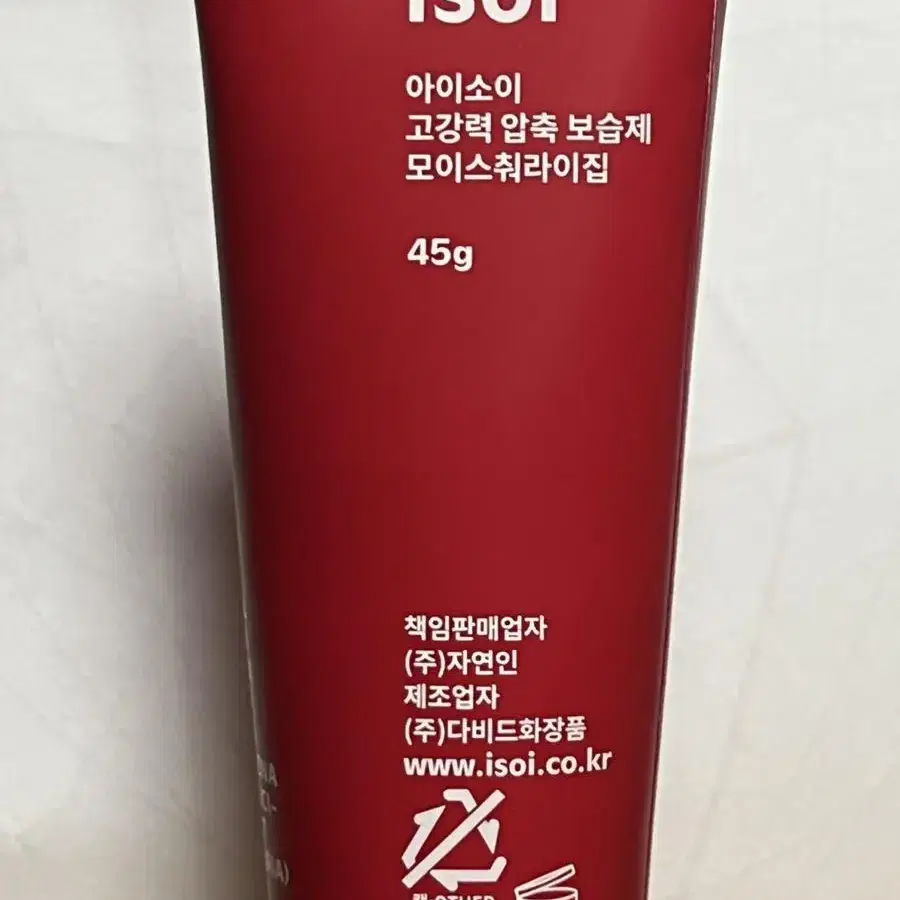 isoi
아이소이
고강력 압축 보습제
모이스춰라이집
45g
책임판매업자
(주)자연인
제조업자
(주)다비드화장품
www.isoi.co.kr